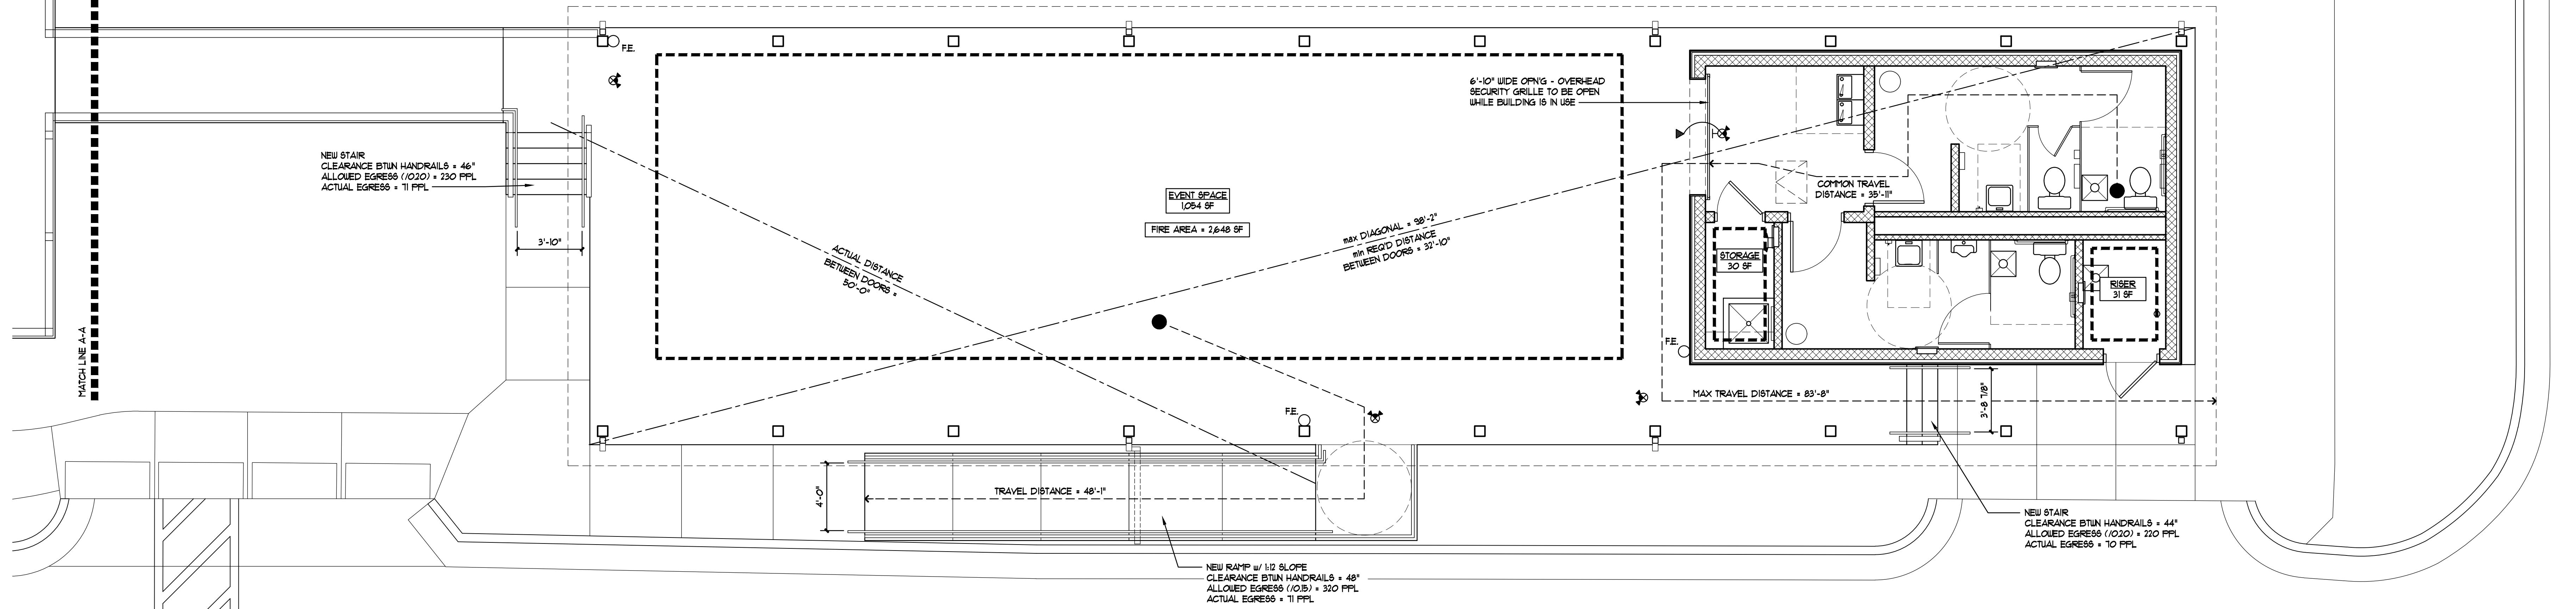 F.E.
6'-10" WIDE OPN'G - OVERHEAD
SECURITY GRILLE TO BE OPEN
WHILE BUILDING IS IN USE
NEW STAIR
CLEARANCE BTWN HANDRAILS = 46"
ALLOWED EGRESS (/0.20) = 230 PPL
ACTUAL EGRESS = 71 PPL
3'-10"
EVENT SPACE
1,054 SF
FIRE AREA = 2,648 SF
COMMON TRAVEL
DISTANCE = 35'-11"
max DIAGONAL = 98'-2"
min REQ'D DISTANCE
BETWEEN DOORS = 32'-10"
ACTUAL DISTANCE
BETWEEN DOORS =
50'-0"
STORAGE
30 SF
RISER
31 SF
MATCH LINE A-A
F.E.
MAX TRAVEL DISTANCE = 83'-8"
3'-8 7/8"
F.E.
4'-0"
TRAVEL DISTANCE = 48'-1"
NEW STAIR
CLEARANCE BTWN HANDRAILS = 44"
ALLOWED EGRESS (/0.20) = 220 PPL
ACTUAL EGRESS = 70 PPL
NEW RAMP w/ 1:12 SLOPE
CLEARANCE BTWN HANDRAILS = 48"
ALLOWED EGRESS (/0.15) = 320 PPL
ACTUAL EGRESS = 71 PPL